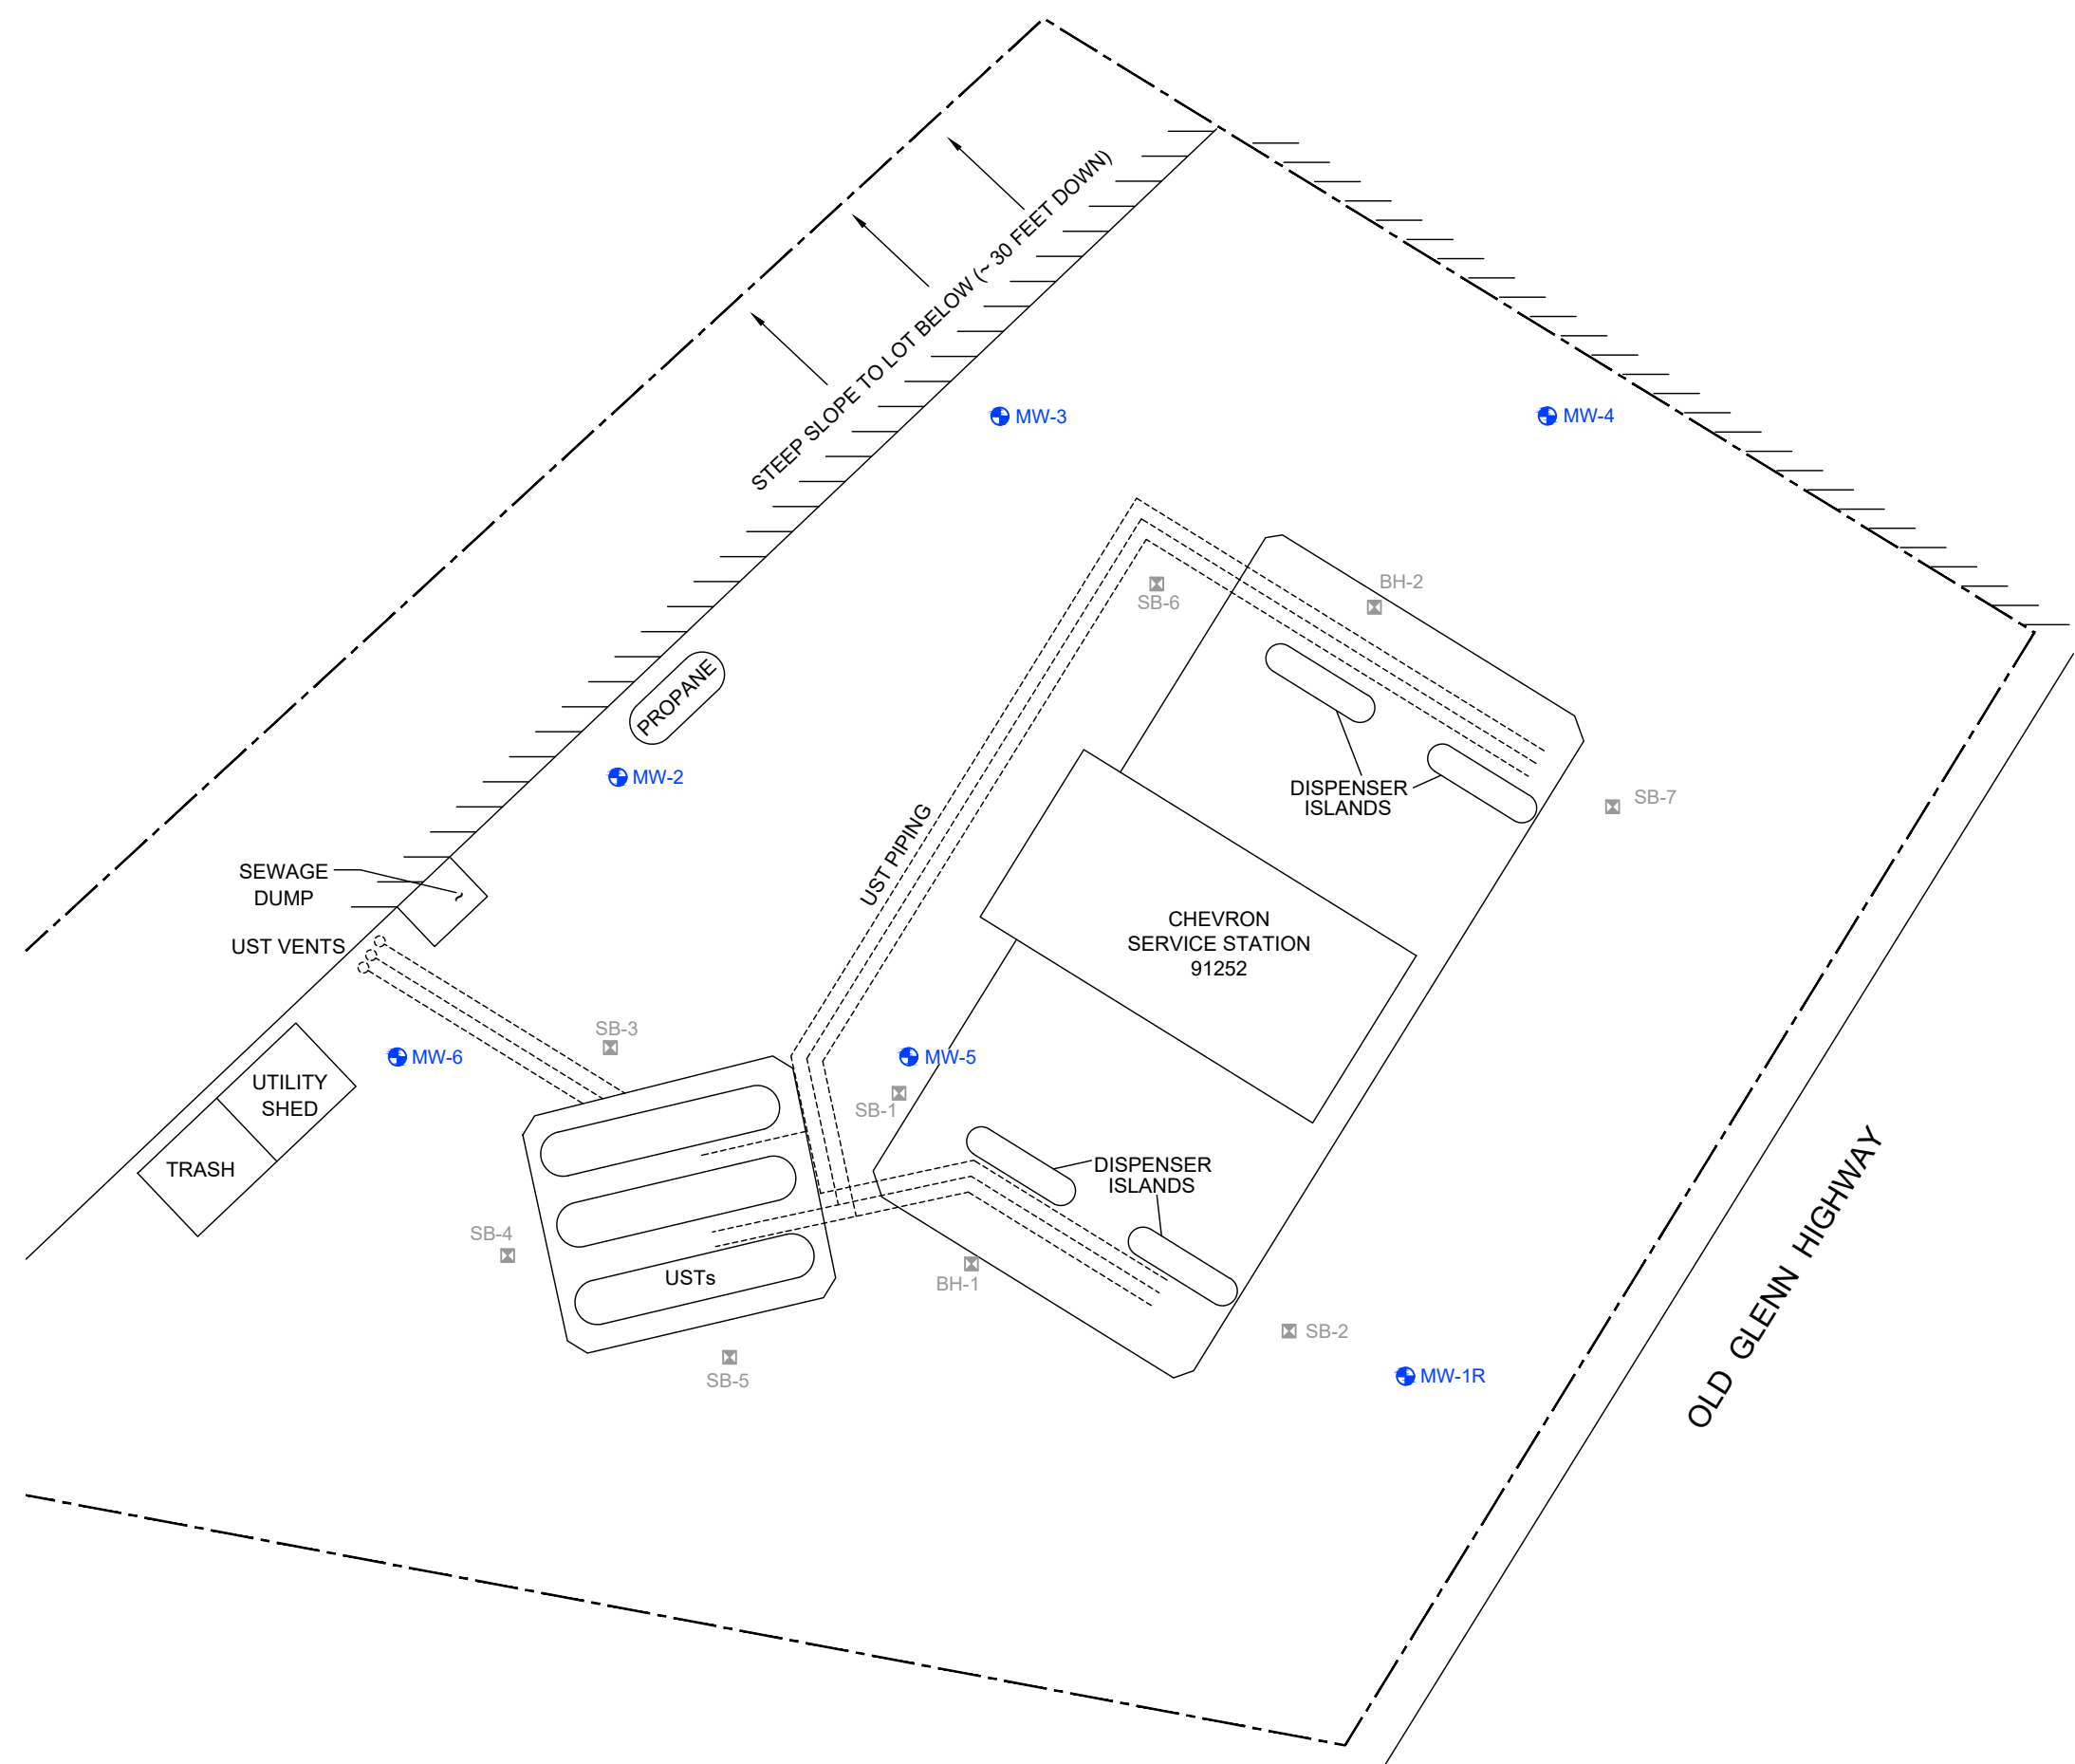 STEEP SLOPE TO LOT BELOW (~ 30 FEET DOWN)
MW-3
MW-4
BH-2
SB-6
PROPANE
MW-2
DISPENSER
ISLANDS
SB-7
UST PIPING
SEWAGE
DUMP
~
UST VENTS
CHEVRON
SERVICE STATION
91252
SB-3
MW-6
MW-5
UTILITY
SHED
SB-1
TRASH
DISPENSER
ISLANDS
SB-4
USTs
BH-1
SB-2
SB-5
MW-1R
OLD GLENN HIGHWAY